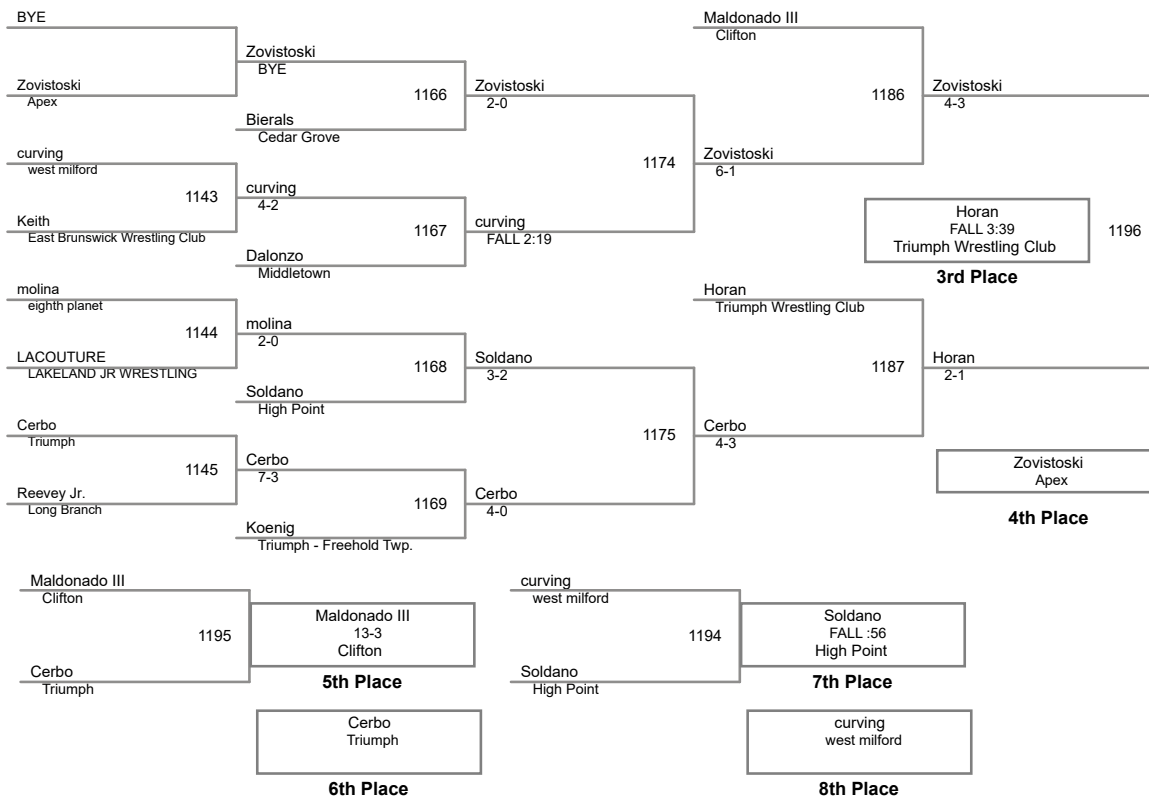 BYE
Maldonado III
Clifton
Zovistoski
BYE
Zovistoski
Apex
1166
Zovistoski
2-0
1186
Zovistoski
4-3
Bierals
Cedar Grove
curving
west milford
1174
Zovistoski
6-1
1143
curving
4-2
Keith
East Brunswick Wrestling Club
1167
curving
FALL 2:19
Horan
FALL 3:39
Triumph Wrestling Club
1196
3rd Place
Dalonzo
Middletown
molina
eighth planet
Horan
Triumph Wrestling Club
1144
molina
2-0
LACOUTURE
LAKELAND JR WRESTLING
1168
Soldano
3-2
1187
Horan
2-1
Soldano
High Point
Cerbo
Triumph
1175
Cerbo
4-3
1145
Cerbo
7-3
Zovistoski
Apex
4th Place
Reevey Jr.
Long Branch
1169
Cerbo
4-0
Koenig
Triumph - Freehold Twp.
Maldonado III
Clifton
1195
Maldonado III
13-3
Clifton
5th Place
Cerbo
Triumph
Cerbo
Triumph
6th Place
curving
west milford
1194
Soldano
FALL :56
High Point
7th Place
Soldano
High Point
curving
west milford
8th Place